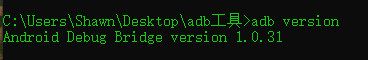 C:\Users\Shawn\Desktop\adb工具>adb version
Android Debug Bridge version 1.0.31